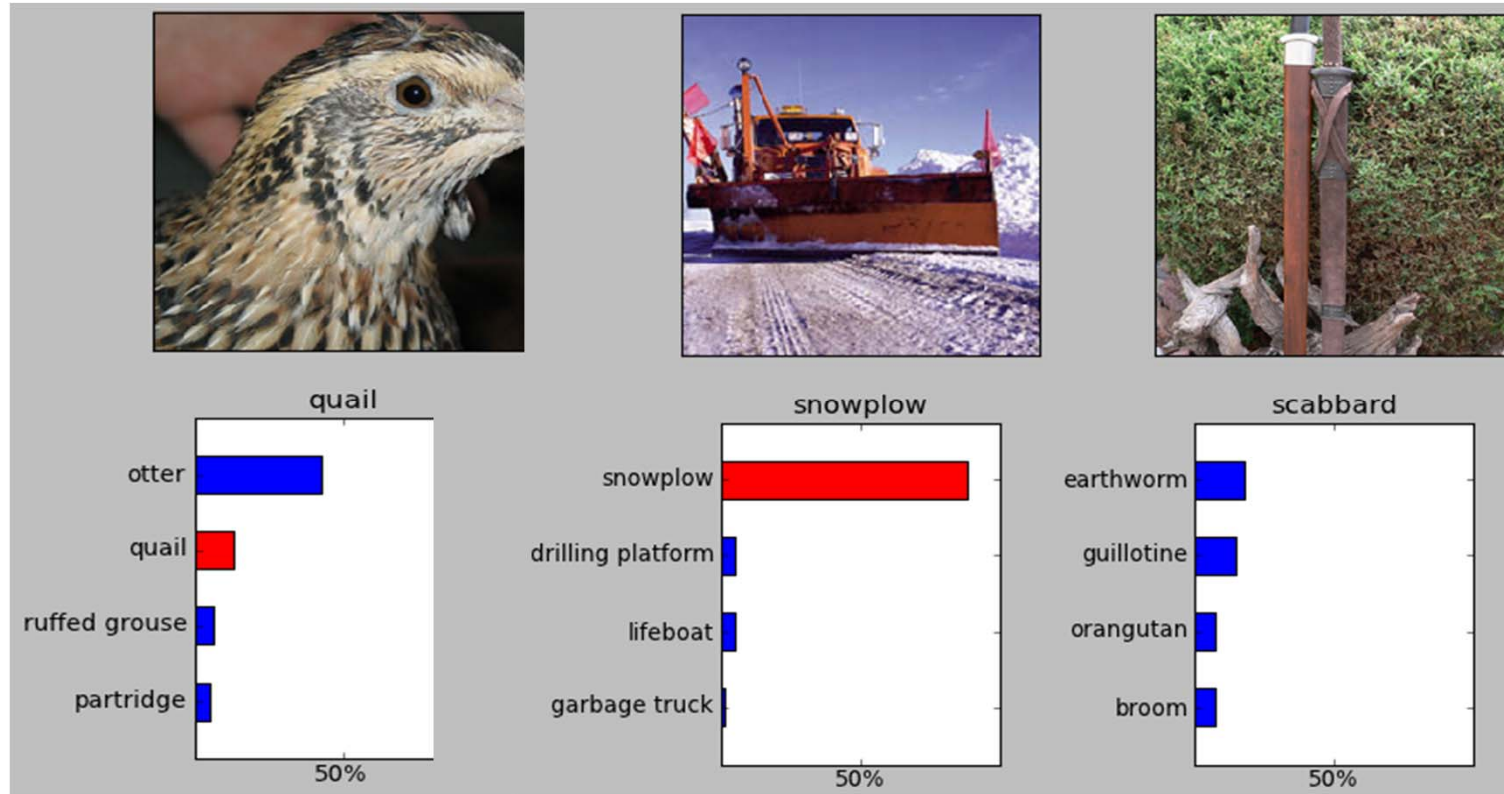 quail
otter
quail
ruffed grouse
partridge
50%
snowplow
snowplow
drilling platform
lifeboat
garbage truck
50%
scabbard
earthworm
guillotine
orangutan
broom
50%